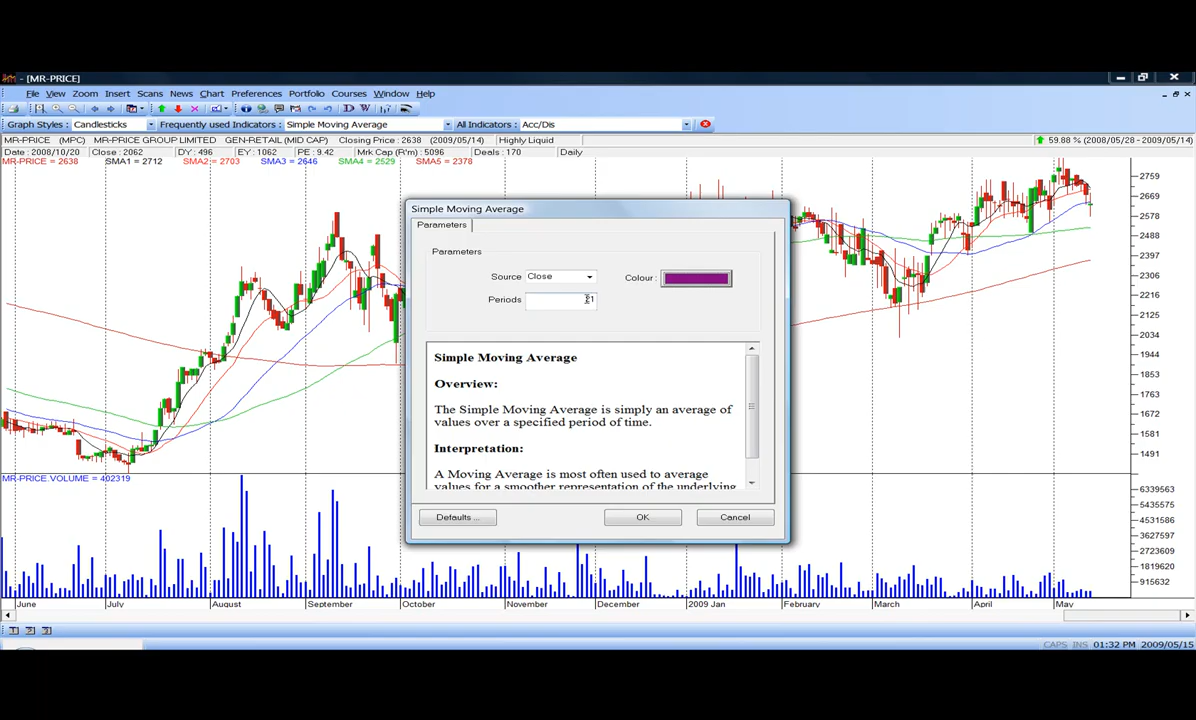 - [MR-PRICE]
File View Zoom Insert Scans News Chart Preferences Portfolio Courses Window Help
Graph Styles: Candlesticks Frequently used Indicators: Simple Moving Average All Indicators: Acc/Dis
MR-PRICE (MPC) MR-PRICE GROUP LIMITED GEN-RETAIL (MID CAP) Closing Price: 2638 (2009/05/14) Highly Liquid 59.88 % (2008/05/28 - 2009/05/14)
Date : 2008/10/20 Close : 2062 DY: 496 EY : 1062 PE : 9.42 Mrk.Cap (R'm) : 5096 Deals : 170 Daily
MR-PRICE = 2638 SMA1 = 2712 SMA2 = 2703 SMA3 = 2646 SMA4 = 2529 SMA5 = 2378
2759
2669
2578
2488
2397
2306
2216
2125
2034
1944
1854
1763
1672
1581
1491
Simple Moving Average
Parameters
Parameters
Source Close Colour :
Periods
Simple Moving Average
Overview:
The Simple Moving Average is simply an average of
values over a specified period of time.
Interpretation:
A Moving Average is most often used to average
values for a smoother representation of the underlying
Defaults ... OK Cancel
MR-PRICE.VOLUME = 402319
6339563
5435506
4531586
3627597
2723609
1819620
915632
June July August September October November December 2009 Jan February March April May
CAPS INS 01:32 PM 2009/05/15